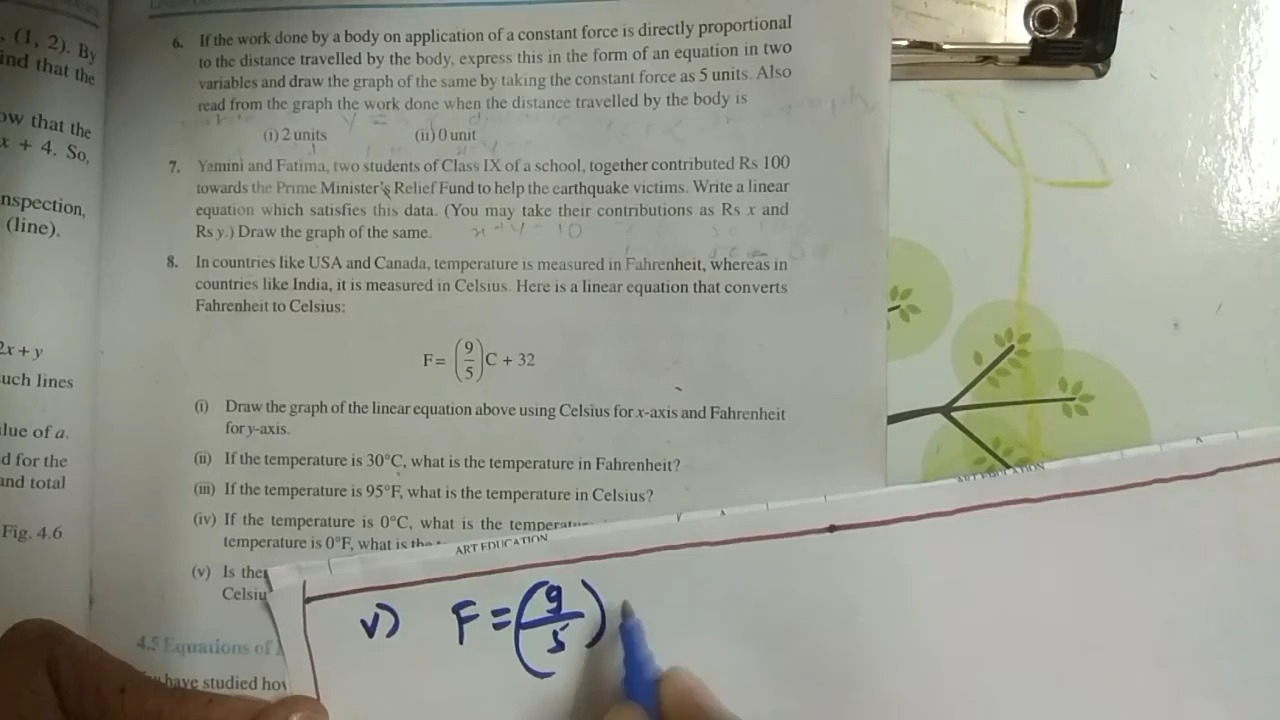 , (1, 2). By
ind that the
ow that the
x + 4. So,
nspection,
(line).
2x + y
uch lines
alue of a.
d for the
and total
Fig. 4.6
6. If the work done by a body on application of a constant force is directly proportional
to the distance travelled by the body, express this in the form of an equation in two
variables and draw the graph of the same by taking the constant force as 5 units. Also
read from the graph the work done when the distance travelled by the body is
(i) 2 units (ii) 0 unit
7. Yamini and Fatima, two students of Class IX of a school, together contributed Rs 100
towards the Prime Minister's Relief Fund to help the earthquake victims. Write a linear
equation which satisfies this data. (You may take their contributions as Rs x and
Rs y.) Draw the graph of the same. x + y = 10
8. In countries like USA and Canada, temperature is measured in Fahrenheit, whereas in
countries like India, it is measured in Celsius. Here is a linear equation that converts
Fahrenheit to Celsius:
F = (9/5)C + 32
(i) Draw the graph of the linear equation above using Celsius for x-axis and Fahrenheit
for y-axis.
(ii) If the temperature is 30°C, what is the temperature in Fahrenheit?
(iii) If the temperature is 95°F, what is the temperature in Celsius?
(iv) If the temperature is 0°C, what is the temperatu
temperature is 0°F, what is the
(v) Is the
Celsiu
4.5 Equations of
have studied how
ART EDUCATION
ART EDUCATION
v) F = (9/5)